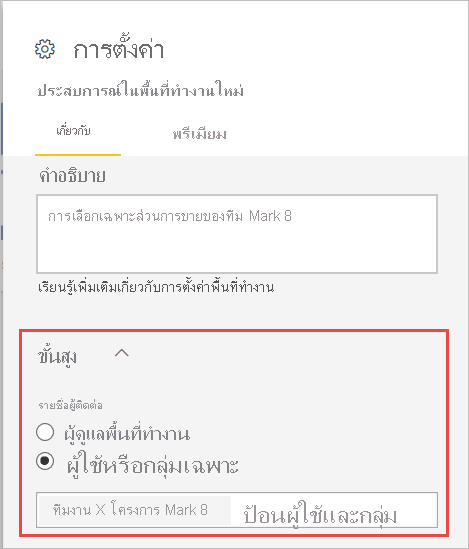 การตั้งค่า
ประสบการณ์ในพื้นที่ทำงานใหม่
เกี่ยวกับ พรีเมียม
คำอธิบาย
การเลือกเฉพาะส่วนการขายของทีม Mark 8
เรียนรู้เพิ่มเติมเกี่ยวกับการตั้งค่าพื้นที่ทำงาน
ขั้นสูง
รายชื่อผู้ติดต่อ
ผู้ดูแลพื้นที่ทำงาน
ผู้ใช้หรือกลุ่มเฉพาะ
ทีมงาน X โครงการ Mark 8 ป้อนผู้ใช้และกลุ่ม